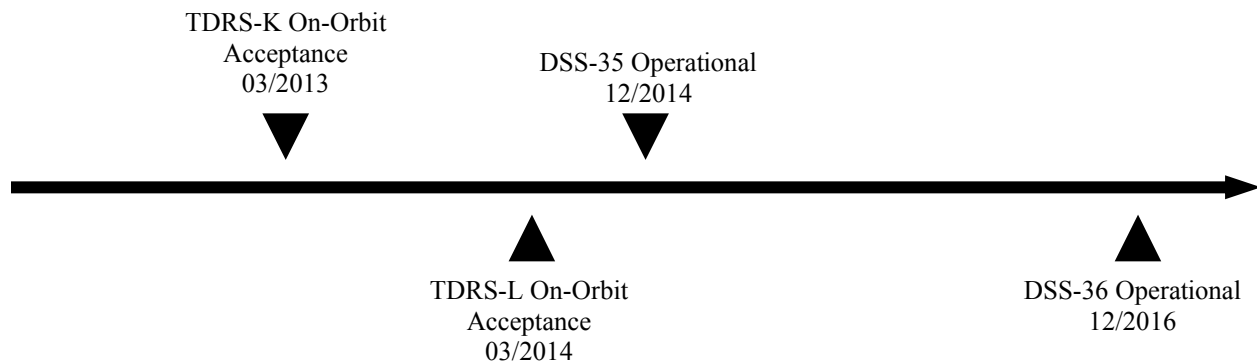 TDRS-K On-Orbit
Acceptance
03/2013
DSS-35 Operational
12/2014
TDRS-L On-Orbit
Acceptance
03/2014
DSS-36 Operational
12/2016